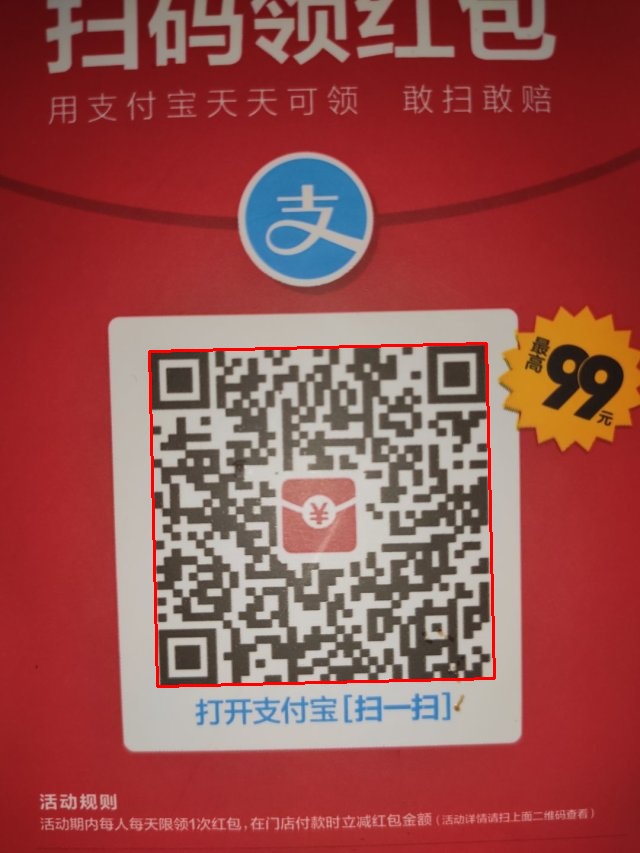 扫码领红包
用支付宝天天可领 敢扫敢赔
支
最高99元
打开支付宝[扫一扫]
活动规则
活动期内每人每天限领1次红包，在门店付款时立减红包金额（活动详情请扫上面二维码查看）